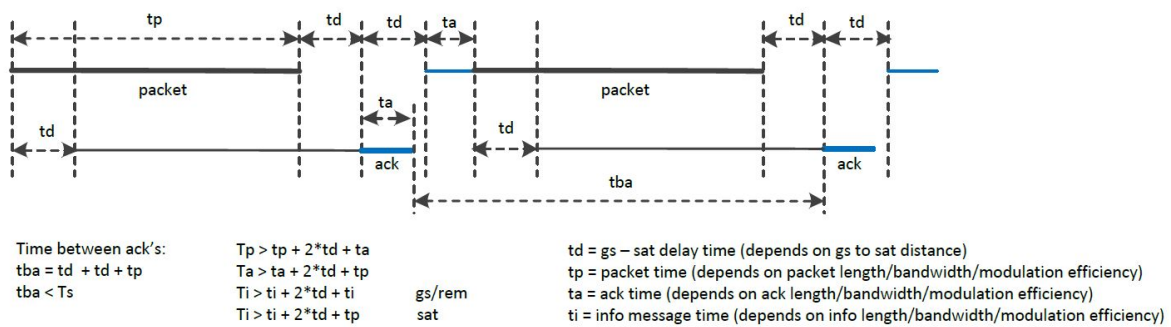 tp td td ta td td
packet packet
ta
td td
ack ack
tba
Time between ack's:
tba = td + td + tp
tba < Ts
Tp > tp + 2*td + ta
Ta > ta + 2*td + tp
Ti > ti + 2*td + ti gs/rem
Ti > ti + 2*td + tp sat
td = gs – sat delay time (depends on gs to sat distance)
tp = packet time (depends on packet length/bandwidth/modulation efficiency)
ta = ack time (depends on ack length/bandwidth/modulation efficiency)
ti = info message time (depends on info length/bandwidth/modulation efficiency)